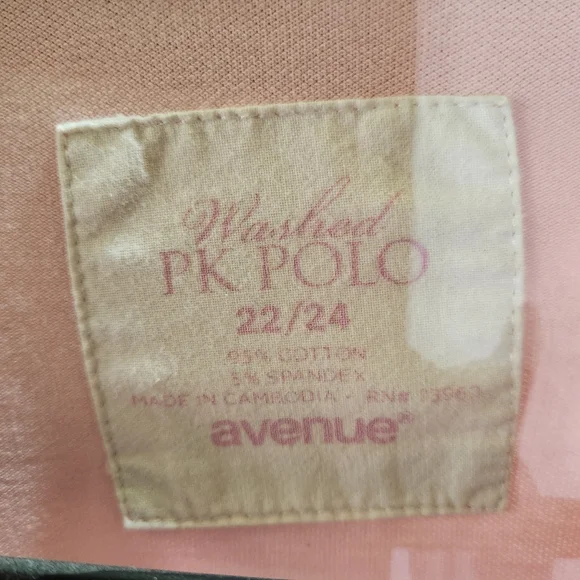 Washed
PK POLO
22/24
95% COTTON
5% SPANDEX
MADE IN CAMBODIA - RN#
avenue®